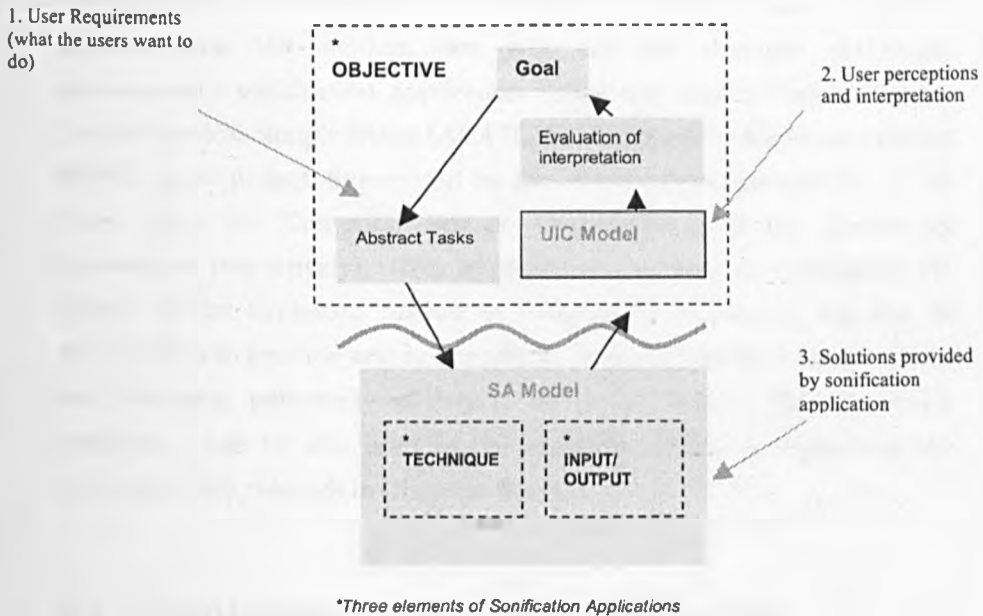 1. User Requirements
(what the users want to
do)
*
OBJECTIVE
Goal
2. User perceptions
and interpretation
Evaluation of
interpretation
Abstract Tasks
UIC Model
3. Solutions provided
by sonification
application
SA Model
*
TECHNIQUE
*
INPUT/
OUTPUT
*Three elements of Sonification Applications